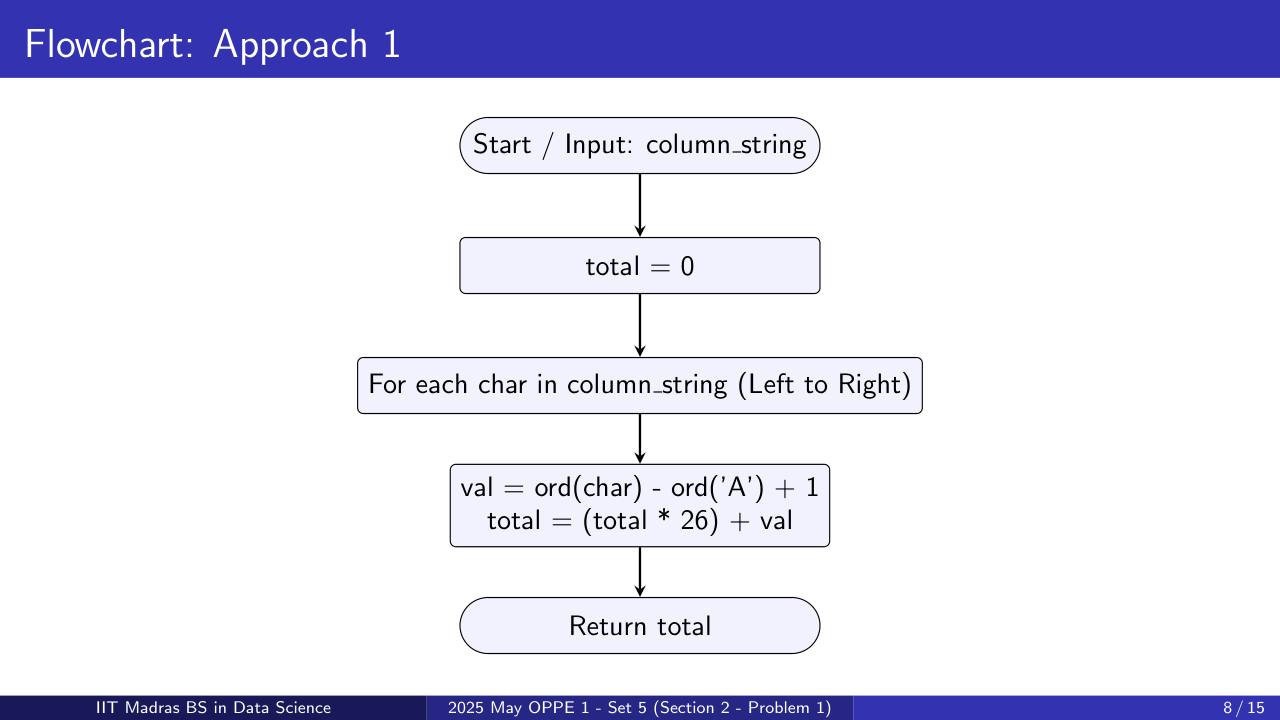 Flowchart: Approach 1
Start / Input: column_string
total = 0
For each char in column_string (Left to Right)
val = ord(char) - ord('A') + 1
total = (total * 26) + val
Return total
IIT Madras BS in Data Science
2025 May OPPE 1 - Set 5 (Section 2 - Problem 1)
8 / 15